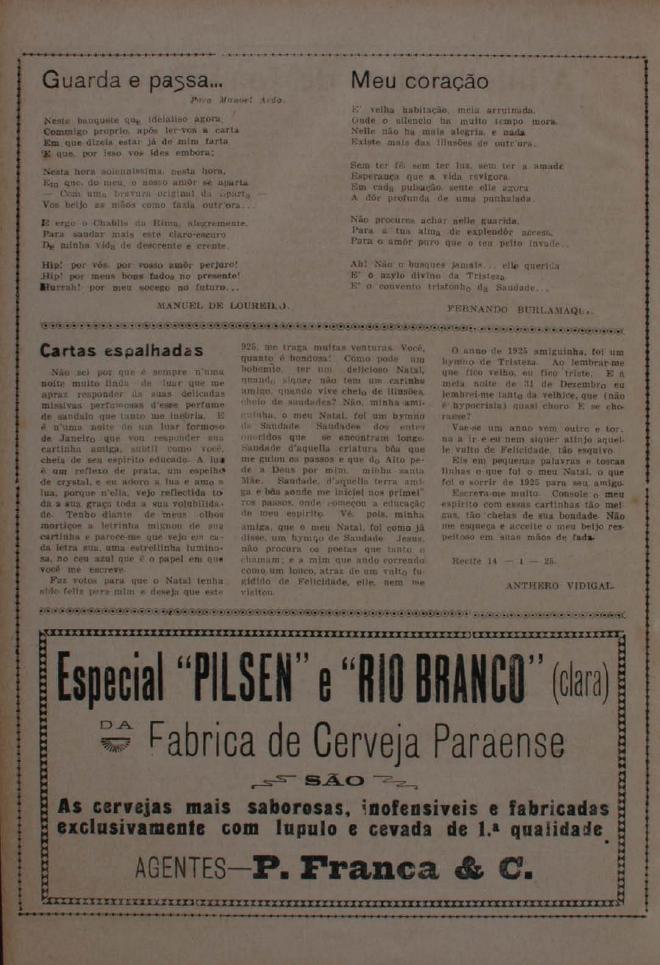 Guarda e passa...
Para Manuel Ardo.
Neste banquete que idelaliso agora,
Commigo proprio, após ler-vos a carta
Em que dizeis estar já de mim farta
E que, por isso vos ides embora;
Nesta hora solennissima, nesta hora,
Em que, do meu, o nosso amôr se aparta
— Com uma bravura original da Sparta —
Vos beijo as mãos como fazia outr'ora...
E ergo o Chablis da Rima, alegremente,
Para saudar mais este claro-escuro
De minha vida de descrente e crente.
Hip! por vós, por vosso amôr perjuro!
Hip! por meus bons fados no presente!
Hurrah! por meu socego no futuro...
MANUEL DE LOUREIRO.
Meu coração
E' velha habitação, meia arruinada,
Onde o silencio ha muito tempo mora.
Nelle não ha mais alegria, e nada
Existe mais das illusões de outr'ora.
Sem ter fé, sem ter luz, sem ter a amada
Esperança que a vida revigora.
Em cada pulsação, sente elle agora
A dôr profunda de uma punhalada.
Não procures achar nelle guarida,
Para a tua alma de explendôr accesa,
Para o amôr puro que o teu peito invade...
Ah! Não o busques jamais... elle querida
E' o azylo divino da Tristeza
E' o convento tristonho da Saudade...
FERNANDO BURLAMAQUI.
Cartas espalhadas
Não sei por que é sempre n'uma
noite muito linda de luar que me
apraz responder ás suas delicadas
missivas perfumosas d'esse perfume
de sandalo que tanto me inebria. E
é n'uma noite de um luar formoso
de Janeiro que vou responder sua
cartinha amiga, subtil como você,
cheia de seu espirito educado. A lua
é um reflexo de prata, um espelho
de crystal, e eu adoro a lua e amo a
lua, porque n'ella, vejo reflectida to
da a sua graça toda a sua volubilida-
de. Tenho diante de meus olhos
mortiços a letrinha mignon de sua
cartinha e parece-me que vejo em ca-
da letra sua, uma estrellinha lumino-
sa, no ceu azul que é o papel em que
você me escreve.
Faz votos para que o Natal tenha
sido feliz para mim e deseja que este
925, me traga muitas venturas. Você,
quanto é bondosa! Como pode um
bohemio, ter um delicioso Natal,
quando siquer não tem um carinho
amigo, quando vive cheio de illusões,
cheio de saudades? Não, minha ami-
guinha, o meu Natal, foi um hymno
de Saudade. Saudades dos entes
queridos que se encontram longe.
Saudade d'aquella criatura bôa que
me guiou os passos e que do Alto pe-
de a Deus por mim, minha santa
Mãe. Saudade, d'aquella terra ami-
ga e bôa aonde me iniciei nos primei-
ros passos, onde começou a educação
de meu espirito. Vê, pois, minha
amiga, que o meu Natal, foi como já
disse, um hymno de Saudade. Jesus,
não procura os poetas que tanto o
chamam; e a mim que ando correndo
como um louco, atraz de um vulto fu-
gidido de Felicidade, elle, nem me
visitou.
O anno de 1925 amiguinha, foi um
hymno de Tristeza. Ao lembrar-me
que fico velho, eu fico triste. E á
meia noite de 31 de Dezembro eu
lembrei-me tanto da velhice, que (não
é hypocrisia) quasi choro. E se cho-
rasse?
Vae-se um anno vem outro e tor-
na a ir e eu nem siquer atinjo aquel-
le vulto de Felicidade, tão esquivo.
Eis em pequenas palavras e toscas
linhas o que foi o meu Natal, o que
foi o sorrir de 1925 para seu amigo.
Escreva-me muito. Console o meu
espirito com essas cartinhas tão mei-
gas, tão cheias de sua bondade. Não
me esqueça e acceite o meu beijo res-
peitoso em suas mãos de fada.
Recife 14 — 1 — 25.
ANTHERO VIDIGAL.
Especial "PILSEN" e "RIO BRANCO" (clara)
DA
Fabrica de Cerveja Paraense
SÃO
As cervejas mais saborosas, inofensiveis e fabricadas
exclusivamente com lupulo e cevada de 1.ª qualidade.
AGENTES—P. Franca & C.